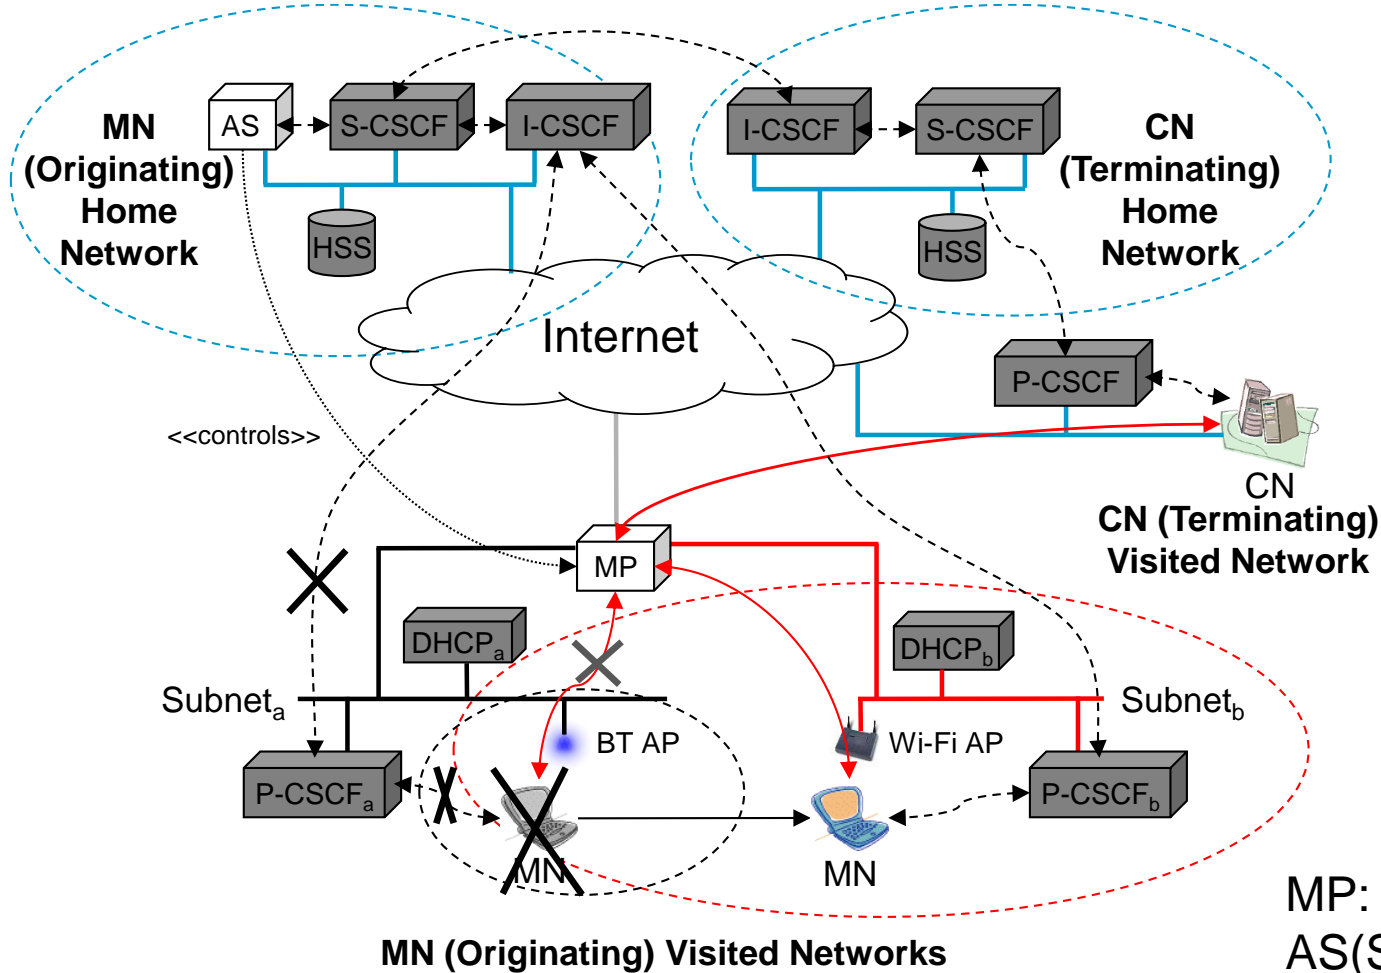 AS
S-CSCF
I-CSCF
I-CSCF
S-CSCF
MN
(Originating)
Home
Network
CN
(Terminating)
Home
Network
HSS
HSS
Internet
P-CSCF
<<controls>>
CN
CN (Terminating)
Visited Network
MP
DHCPa
DHCPb
Subneta
Subnetb
BT AP
Wi-Fi AP
P-CSCFa
P-CSCFb
MN
MN
MP:
AS(S
MN (Originating) Visited Networks